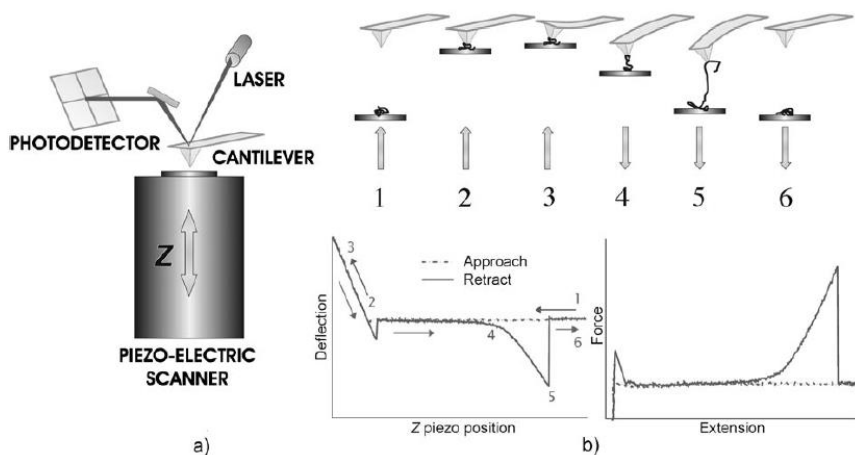 LASER
PHOTODETECTOR
CANTILEVER
Z
PIEZO-ELECTRIC
SCANNER
a)
1 2 3 4 5 6
3
2
Approach
Retract
1
4
6
5
Deflection
Z piezo position
Force
Extension
b)